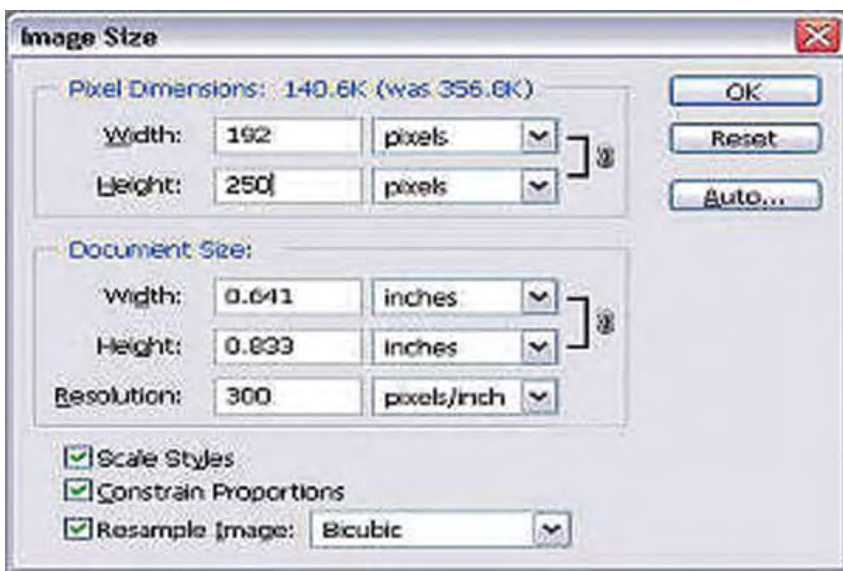 Image Size
Pixel Dimensions: 140.6K (was 356.8K)
Width: 192 pixels
Height: 250 pixels
Document Size:
Width: 0.641 inches
Height: 0.833 inches
Resolution: 300 pixels/inch
Scale Styles
Constrain Proportions
Resample Image: Bicubic
OK
Reset
Auto...